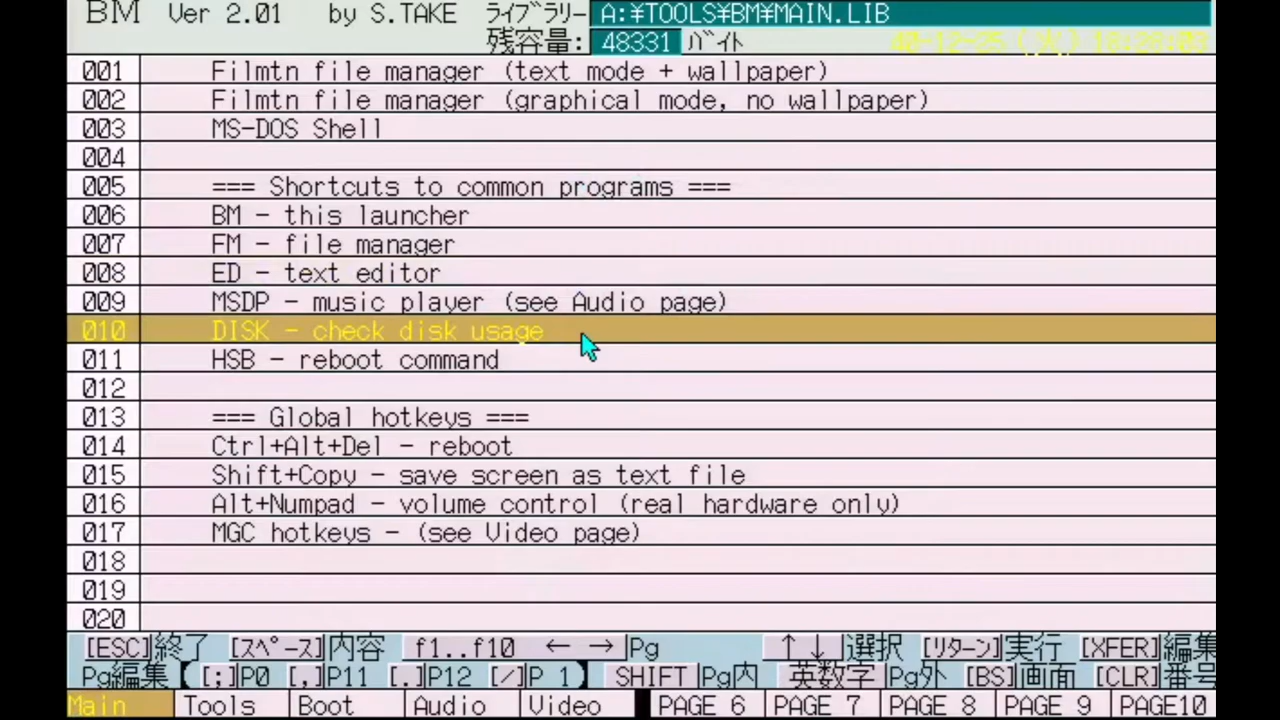 BM Ver 2.01 by S.TAKE ﾗｲﾌﾞﾗﾘｰ A:¥TOOLS¥BM¥MAIN.LIB
残容量: 48331 ﾊﾞｲﾄ
001 Filmtn file manager (text mode + wallpaper)
002 Filmtn file manager (graphical mode, no wallpaper)
003 MS-DOS Shell
004
005 === Shortcuts to common programs ===
006 BM - this launcher
007 FM - file manager
008 ED - text editor
009 MSDP - music player (see Audio page)
010 DISK - check disk usage
011 HSB - reboot command
012
013 === Global hotkeys ===
014 Ctrl+Alt+Del - reboot
015 Shift+Copy - save screen as text file
016 Alt+Numpad - volume control (real hardware only)
017 MGC hotkeys - (see Video page)
018
019
020
[ESC]終了 [ｽﾍﾟｰｽ]内容 f1..f10 ← →|Pg ↑ ↓ 選択 [ﾘﾀｰﾝ]実行 [XFER]編集
Pg編集【[;]P0 [,]P11 [.]P12 [/]P 1】 SHIFT Pg内 英数字 Pg外 [BS]画面 [CLR]番号
Main Tools Boot Audio Video PAGE 6 PAGE 7 PAGE 8 PAGE 9 PAGE10